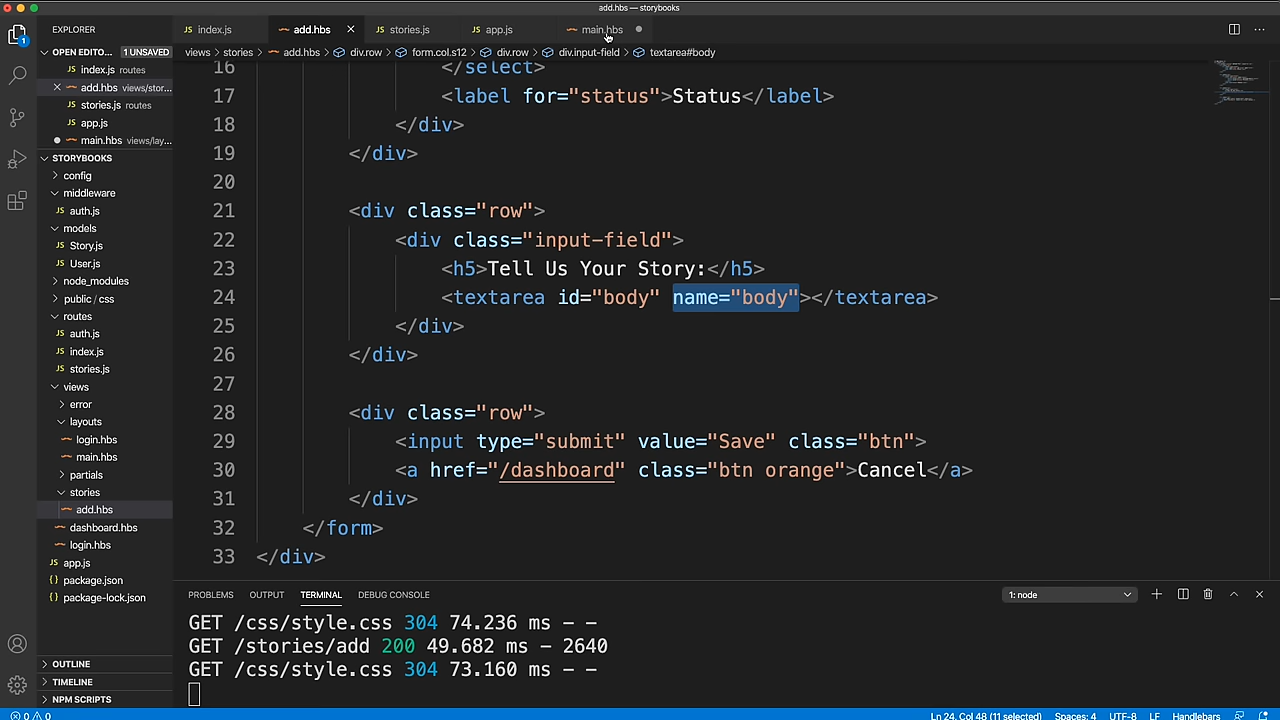 add.hbs — storybooks
EXPLORER
index.js
add.hbs
stories.js
app.js
main.hbs
views > stories > add.hbs > div.row > form.col.s12 > div.row > div.input-field > textarea#body
1
OPEN EDITO... 1 UNSAVED
index.js routes
add.hbs views/stor...
stories.js routes
app.js
main.hbs views/lay...
STORYBOOKS
config
middleware
auth.js
models
Story.js
User.js
node_modules
public / css
routes
auth.js
index.js
stories.js
views
error
layouts
login.hbs
main.hbs
partials
stories
add.hbs
dashboard.hbs
login.hbs
app.js
package.json
package-lock.json
OUTLINE
TIMELINE
NPM SCRIPTS
16 </select>
17 <label for="status">Status</label>
18 </div>
19 </div>
20
21 <div class="row">
22 <div class="input-field">
23 <h5>Tell Us Your Story:</h5>
24 <textarea id="body" name="body"></textarea>
25 </div>
26 </div>
27
28 <div class="row">
29 <input type="submit" value="Save" class="btn">
30 <a href="/dashboard" class="btn orange">Cancel</a>
31 </div>
32 </form>
33 </div>
PROBLEMS OUTPUT TERMINAL DEBUG CONSOLE 1: node
GET /css/style.css 304 74.236 ms - -
GET /stories/add 200 49.682 ms - 2640
GET /css/style.css 304 73.160 ms - -
0 0 Ln 24, Col 48 (11 selected) Spaces: 4 UTF-8 LF Handlebars